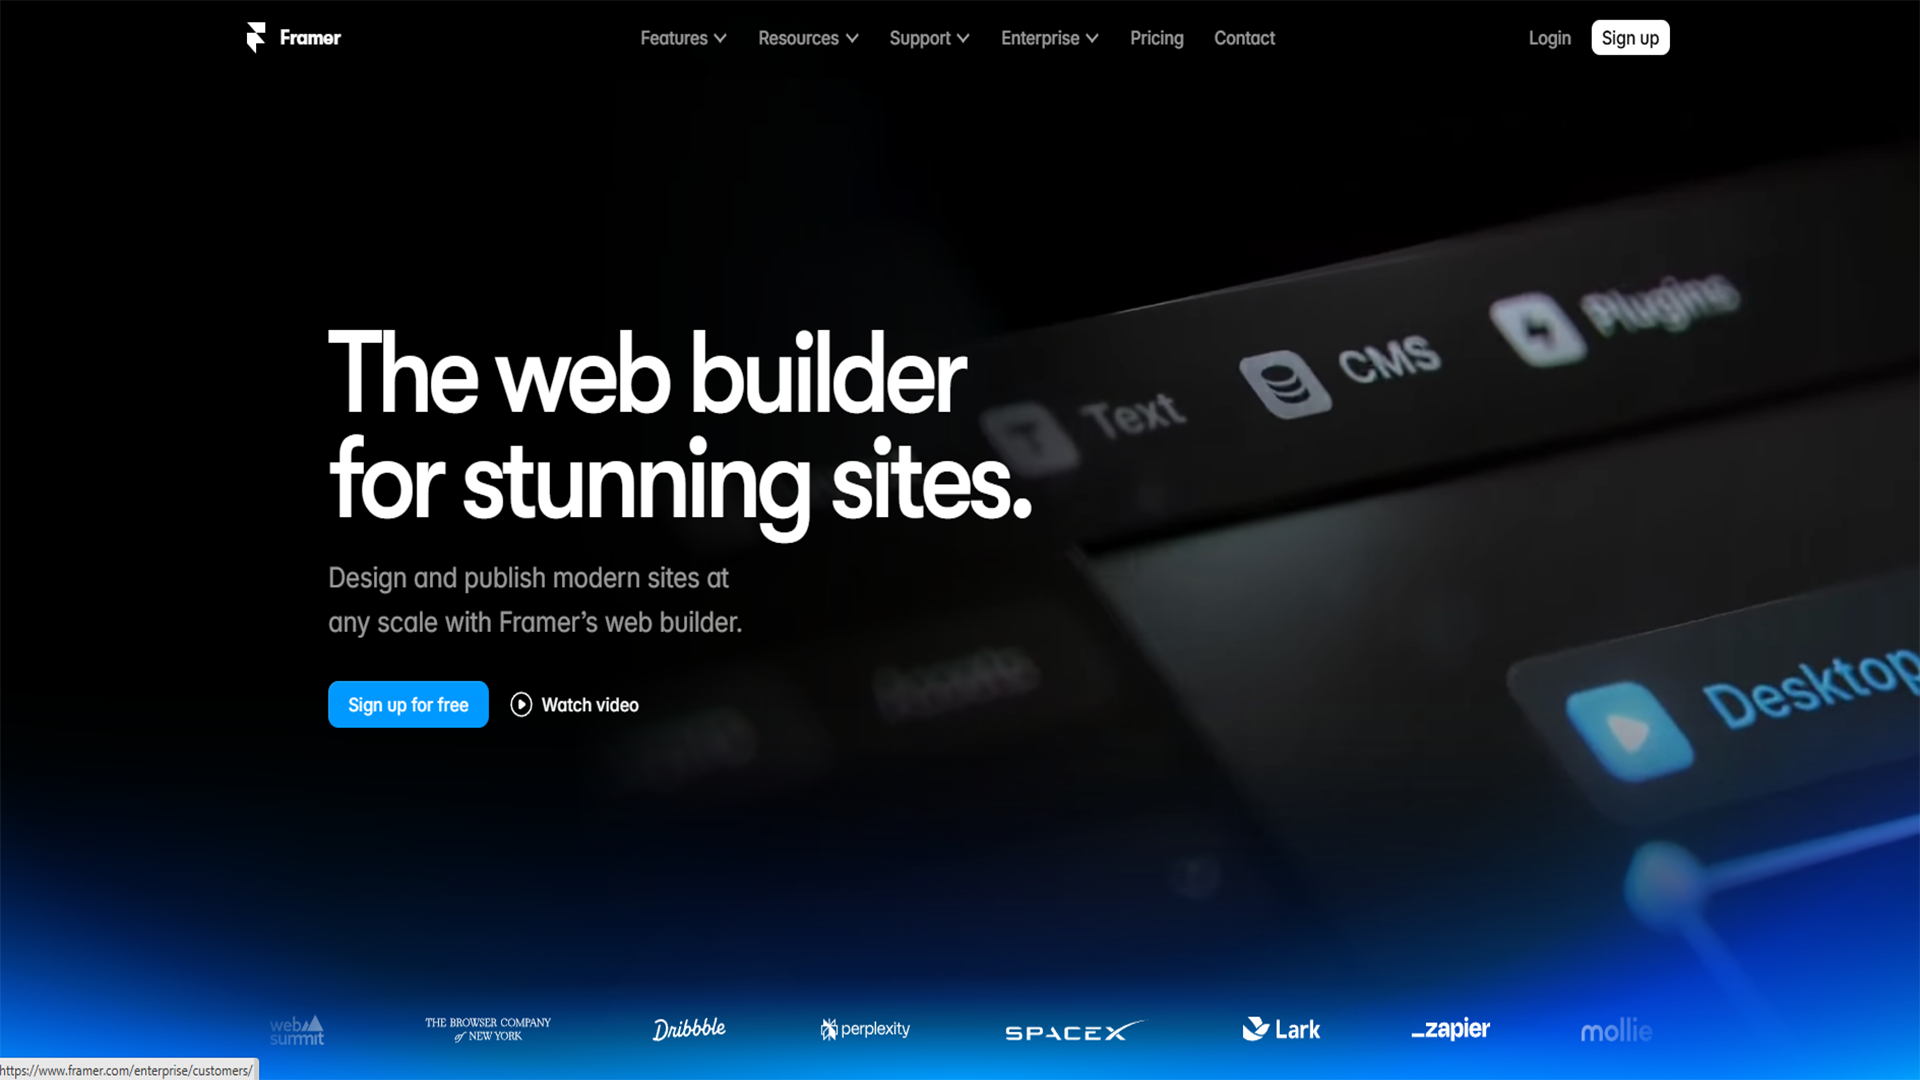 Framer
Features
Resources
Support
Enterprise
Pricing
Contact
Login
Sign up
Plugins
CMS
Text
The web builder
for stunning sites.
Design and publish modern sites at
any scale with Framer’s web builder.
Desktop
Sign up for free
Watch video
web
summit
THE BROWSER COMPANY
of NEW YORK
Dribbble
perplexity
SPACEX
Lark
zapier
mollie
https://www.framer.com/enterprise/customers/